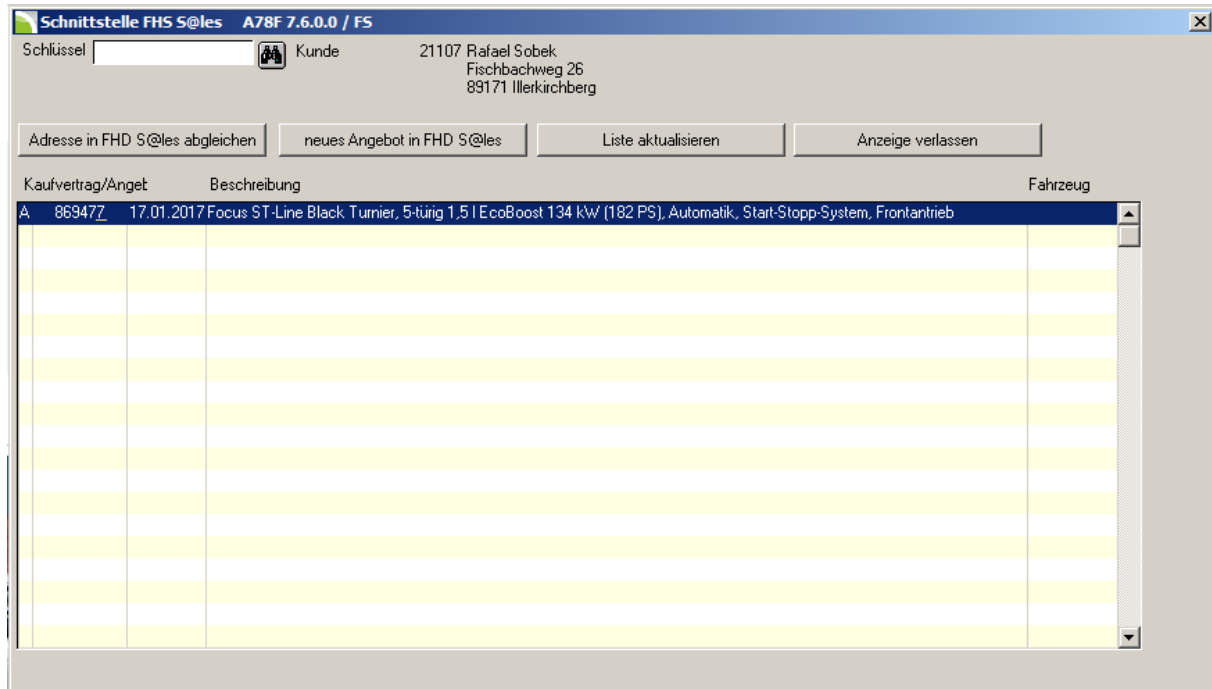 Schnittstelle FHS S@les A78F 7.6.0.0 / FS
Schlüssel Kunde 21107 Rafael Sobek
Fischbachweg 26
89171 Illerkirchberg
Adresse in FHD S@les abgleichen neues Angebot in FHD S@les Liste aktualisieren Anzeige verlassen
Kaufvertrag/Anget Beschreibung Fahrzeug
A 869477 17.01.2017 Focus ST-Line Black Turnier, 5-türig 1,5 l EcoBoost 134 kW (182 PS), Automatik, Start-Stopp-System, Frontantrieb